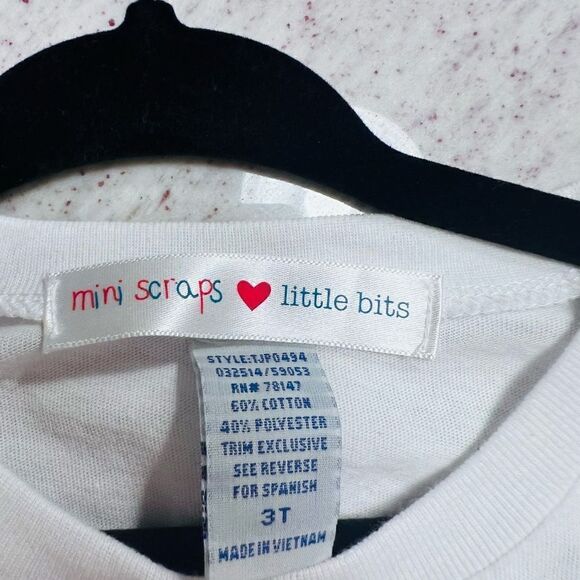 mini scraps ♥ little bits
STYLE:TJP0494
032514/59053
RN# 78147
60% COTTON
40% POLYESTER
TRIM EXCLUSIVE
SEE REVERSE
FOR SPANISH
3T
MADE IN VIETNAM